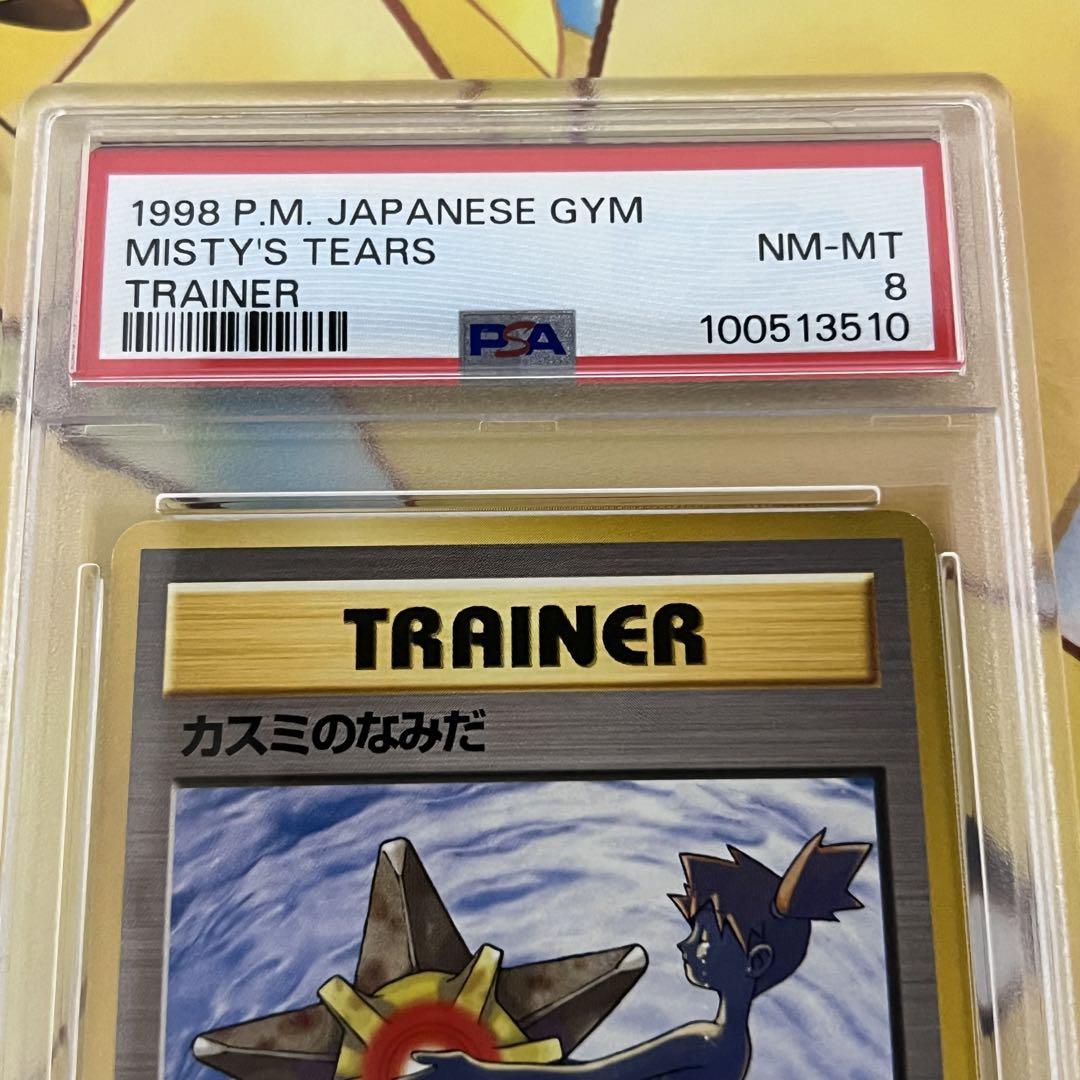 1998 P.M. JAPANESE GYM
MISTY'S TEARS
NM-MT
TRAINER
8
PSA
100513510
TRAINER
カスミのなみだ